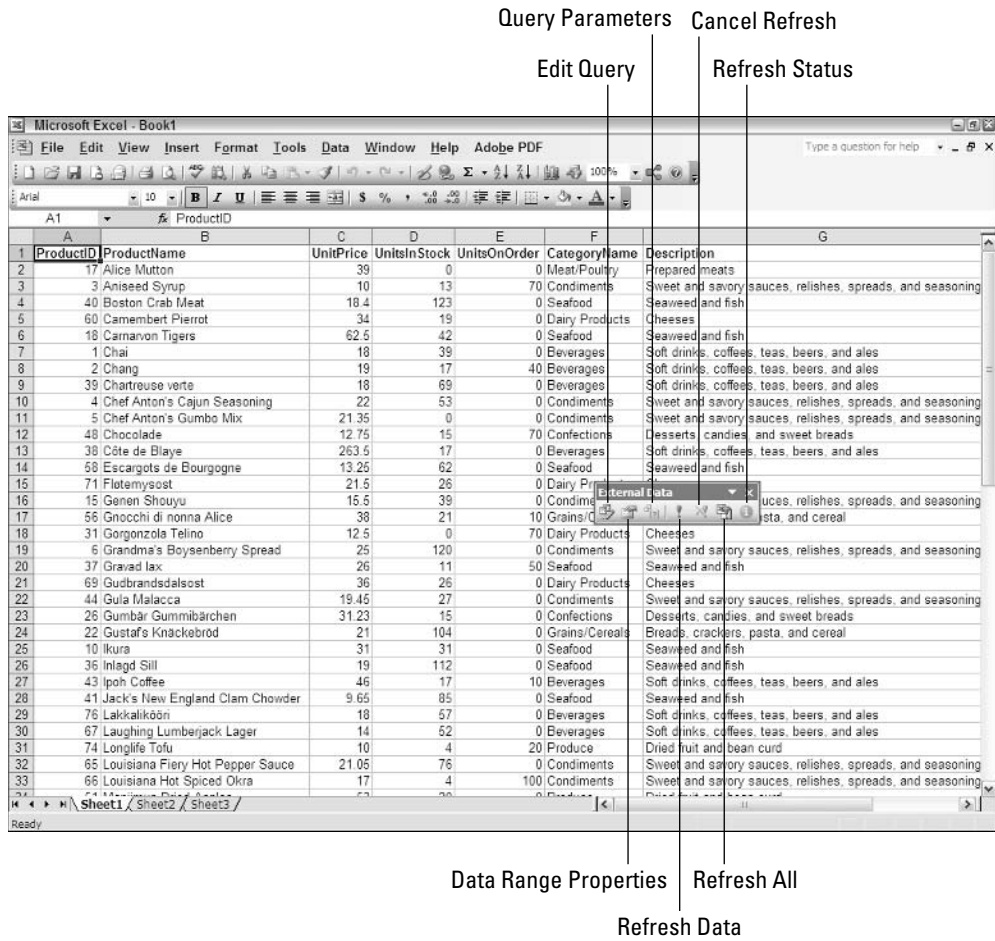 Query Parameters Cancel Refresh
Edit Query Refresh Status
Microsoft Excel - Book1
File Edit View Insert Format Tools Data Window Help Adobe PDF Type a question for help
100%
Arial 10 B I U $ % ,
A1 fx ProductID
A B C D E F G
1 ProductID ProductName UnitPrice UnitsInStock UnitsOnOrder CategoryName Description
2 17 Alice Mutton 39 0 0 Meat/Poultry Prepared meats
3 3 Aniseed Syrup 10 13 70 Condiments Sweet and savory sauces, relishes, spreads, and seasoning
4 40 Boston Crab Meat 18.4 123 0 Seafood Seaweed and fish
5 60 Camembert Pierrot 34 19 0 Dairy Products Cheeses
6 18 Carnarvon Tigers 62.5 42 0 Seafood Seaweed and fish
7 1 Chai 18 39 0 Beverages Soft drinks, coffees, teas, beers, and ales
8 2 Chang 19 17 40 Beverages Soft drinks, coffees, teas, beers, and ales
9 39 Chartreuse verte 18 69 0 Beverages Soft drinks, coffees, teas, beers, and ales
10 4 Chef Anton's Cajun Seasoning 22 53 0 Condiments Sweet and savory sauces, relishes, spreads, and seasoning
11 5 Chef Anton's Gumbo Mix 21.35 0 0 Condiments Sweet and savory sauces, relishes, spreads, and seasoning
12 48 Chocolade 12.75 15 70 Confections Desserts, candies, and sweet breads
13 38 Côte de Blaye 263.5 17 0 Beverages Soft drinks, coffees, teas, beers, and ales
14 58 Escargots de Bourgogne 13.25 62 0 Seafood Seaweed and fish
15 71 Fløtemysost 21.5 26 0 Dairy
External Data
16 15 Genen Shouyu 15.5 39 0 uces, relishes, spreads, and seasoning
17 56 Gnocchi di nonna Alice 38 21 10 Grains/ sta, and cereal
18 31 Gorgonzola Telino 12.5 0 70 Dairy Products Cheeses
19 6 Grandma's Boysenberry Spread 25 120 0 Condiments Sweet and savory sauces, relishes, spreads, and seasoning
20 37 Gravad lax 26 11 50 Seafood Seaweed and fish
21 69 Gudbrandsdalsost 36 26 0 Dairy Products Cheeses
22 44 Gula Malacca 19.45 27 0 Condiments Sweet and savory sauces, relishes, spreads, and seasoning
23 26 Gumbär Gummibärchen 31.23 15 0 Confections Desserts, candies, and sweet breads
24 22 Gustaf's Knäckebröd 21 104 0 Grains/Cereals Breads, crackers, pasta, and cereal
25 10 Ikura 31 31 0 Seafood Seaweed and fish
26 36 Inlagd Sill 19 112 0 Seafood Seaweed and fish
27 43 Ipoh Coffee 46 17 10 Beverages Soft drinks, coffees, teas, beers, and ales
28 41 Jack's New England Clam Chowder 9.65 85 0 Seafood Seaweed and fish
29 76 Lakkalikööri 18 57 0 Beverages Soft drinks, coffees, teas, beers, and ales
30 67 Laughing Lumberjack Lager 14 52 0 Beverages Soft drinks, coffees, teas, beers, and ales
31 74 Longlife Tofu 10 4 20 Produce Dried fruit and bean curd
32 65 Louisiana Fiery Hot Pepper Sauce 21.05 76 0 Condiments Sweet and savory sauces, relishes, spreads, and seasoning
33 66 Louisiana Hot Spiced Okra 17 4 100 Condiments Sweet and savory sauces, relishes, spreads, and seasoning
Sheet1 / Sheet2 / Sheet3 /
Ready
Data Range Properties Refresh All
Refresh Data